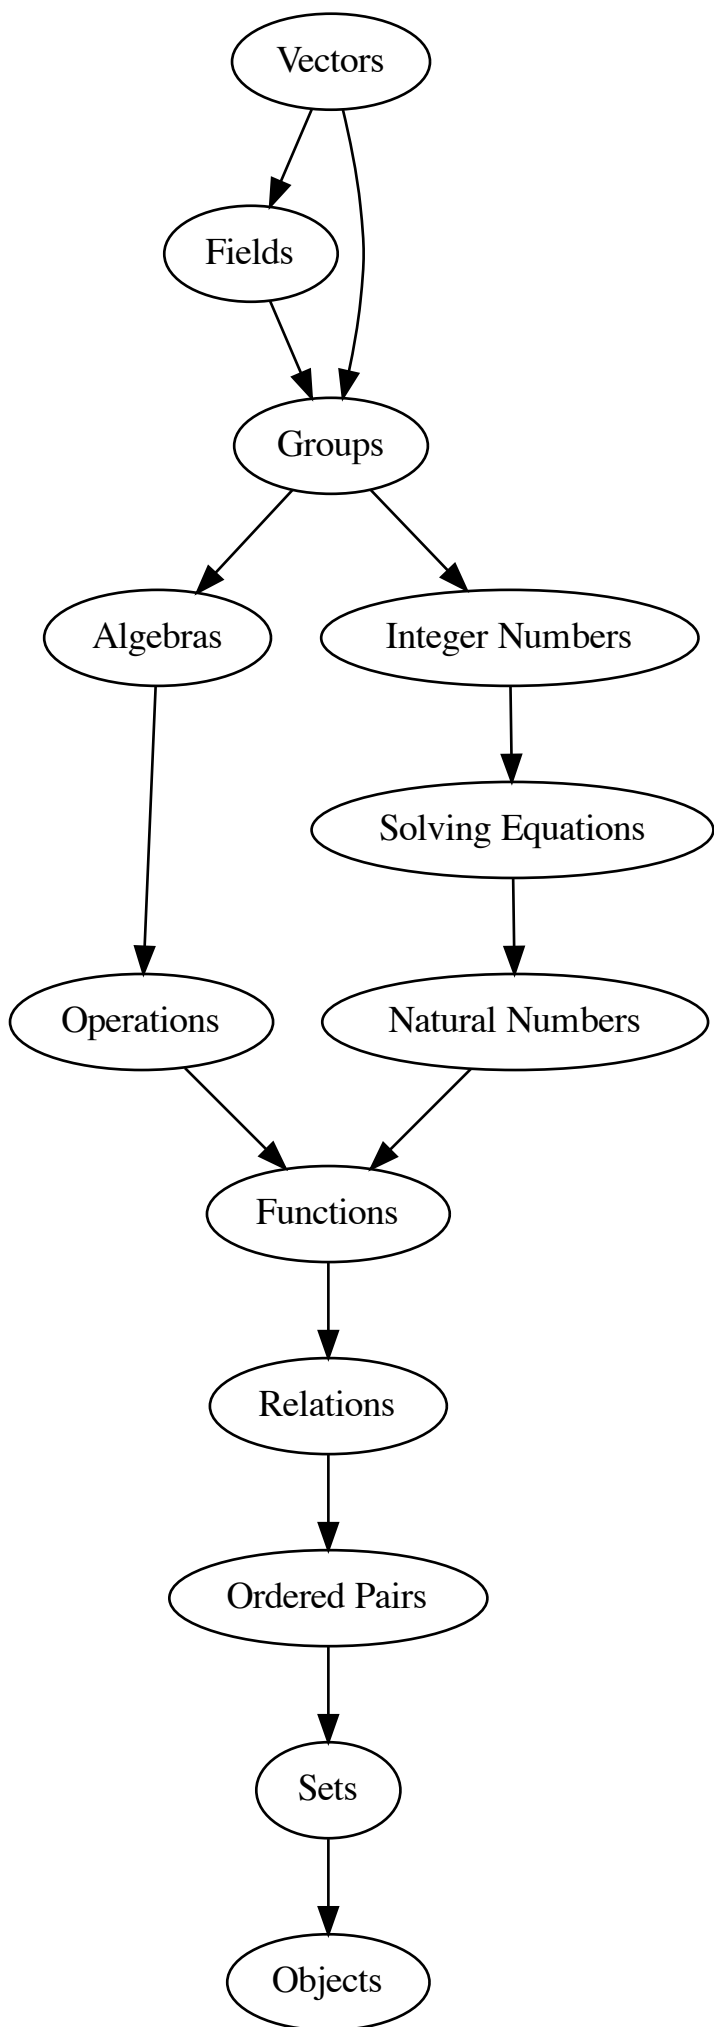 Vectors
Fields
Groups
Algebras
Integer Numbers
Solving Equations
Operations
Natural Numbers
Functions
Relations
Ordered Pairs
Sets
Objects